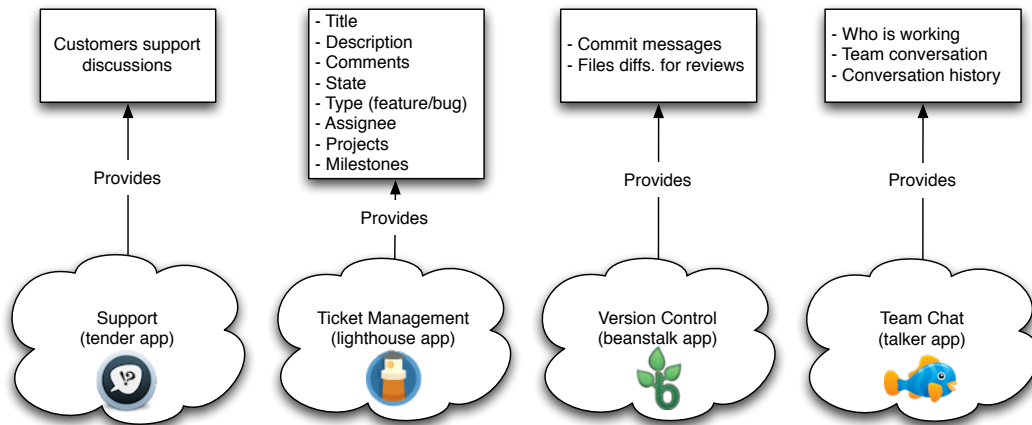 Customers support
discussions
- Title
- Description
- Comments
- State
- Type (feature/bug)
- Assignee
- Projects
- Milestones
- Commit messages
- Files diffs. for reviews
- Who is working
- Team conversation
- Conversation history
Provides
Provides
Provides
Provides
Support
(tender app)
!?
Ticket Management
(lighthouse app)
Version Control
(beanstalk app)
b
Team Chat
(talker app)